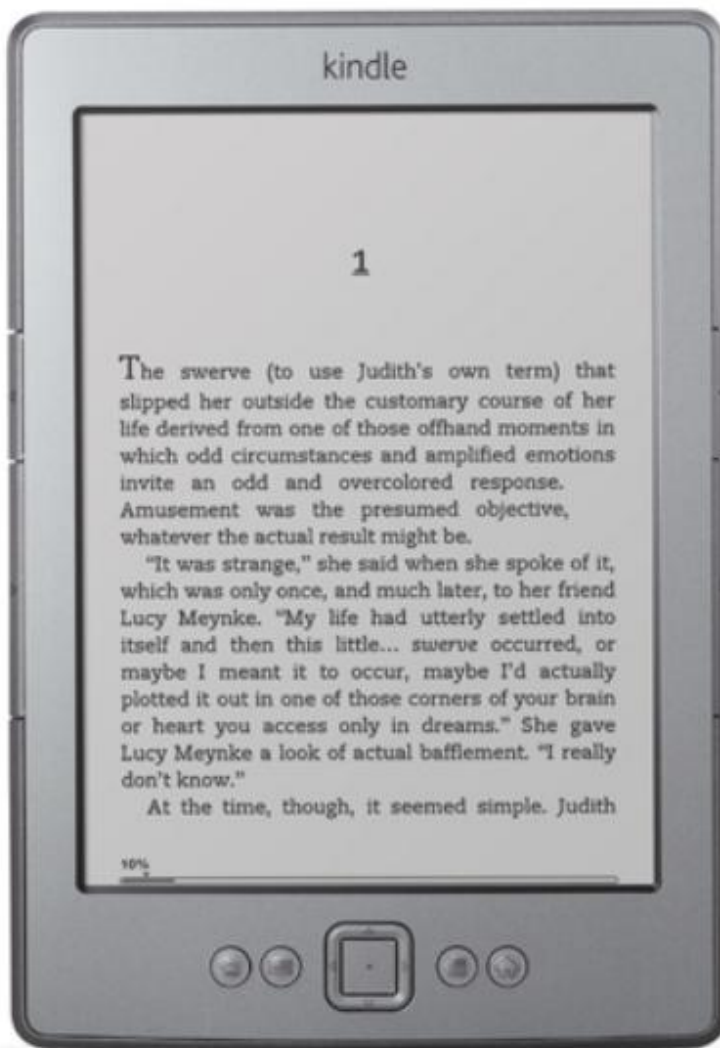 kindle
1
The swerve (to use Judith's own term) that
slipped her outside the customary course of her
life derived from one of those offhand moments in
which odd circumstances and amplified emotions
invite an odd and overcolored response.
Amusement was the presumed objective,
whatever the actual result might be.
"It was strange," she said when she spoke of it,
which was only once, and much later, to her friend
Lucy Meynke. "My life had utterly settled into
itself and then this little... swerve occurred, or
maybe I meant it to occur, maybe I'd actually
plotted it out in one of those corners of your brain
or heart you access only in dreams." She gave
Lucy Meynke a look of actual bafflement. "I really
don't know."
At the time, though, it seemed simple. Judith
10%